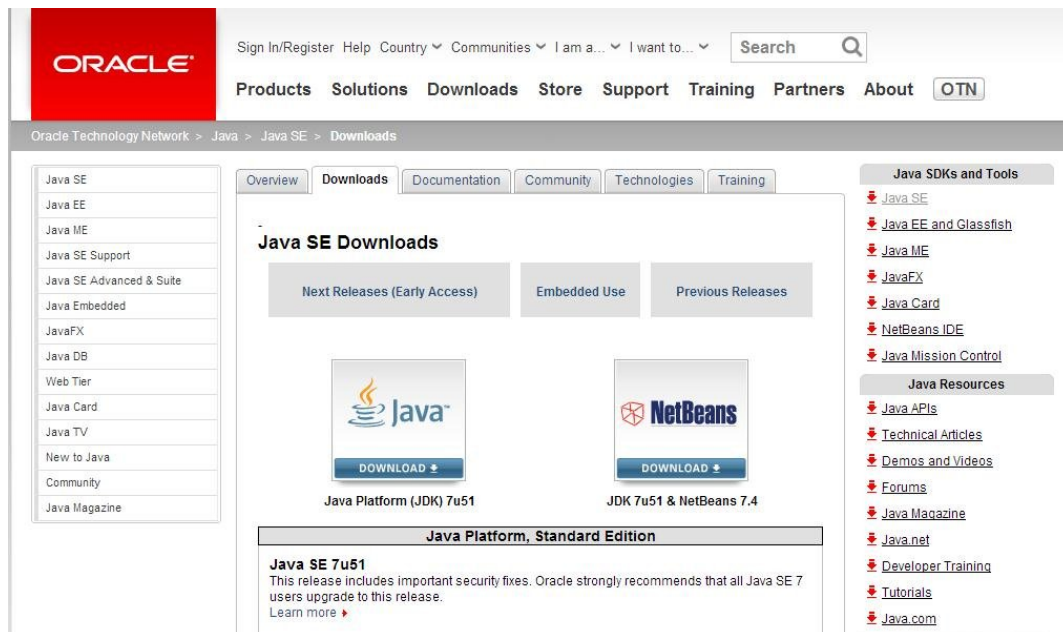 ORACLE
Sign In/Register Help Country Communities I am a... I want to... Search
Products Solutions Downloads Store Support Training Partners About OTN
Oracle Technology Network > Java > Java SE > Downloads
Java SE
Java EE
Java ME
Java SE Support
Java SE Advanced & Suite
Java Embedded
JavaFX
Java DB
Web Tier
Java Card
Java TV
New to Java
Community
Java Magazine
Overview Downloads Documentation Community Technologies Training
-
Java SE Downloads
Next Releases (Early Access) Embedded Use Previous Releases
Java
DOWNLOAD
Java Platform (JDK) 7u51
NetBeans
DOWNLOAD
JDK 7u51 & NetBeans 7.4
Java Platform, Standard Edition
Java SE 7u51
This release includes important security fixes. Oracle strongly recommends that all Java SE 7
users upgrade to this release.
Learn more
Java SDKs and Tools
Java SE
Java EE and Glassfish
Java ME
JavaFX
Java Card
NetBeans IDE
Java Mission Control
Java Resources
Java APIs
Technical Articles
Demos and Videos
Forums
Java Magazine
Java.net
Developer Training
Tutorials
Java.com